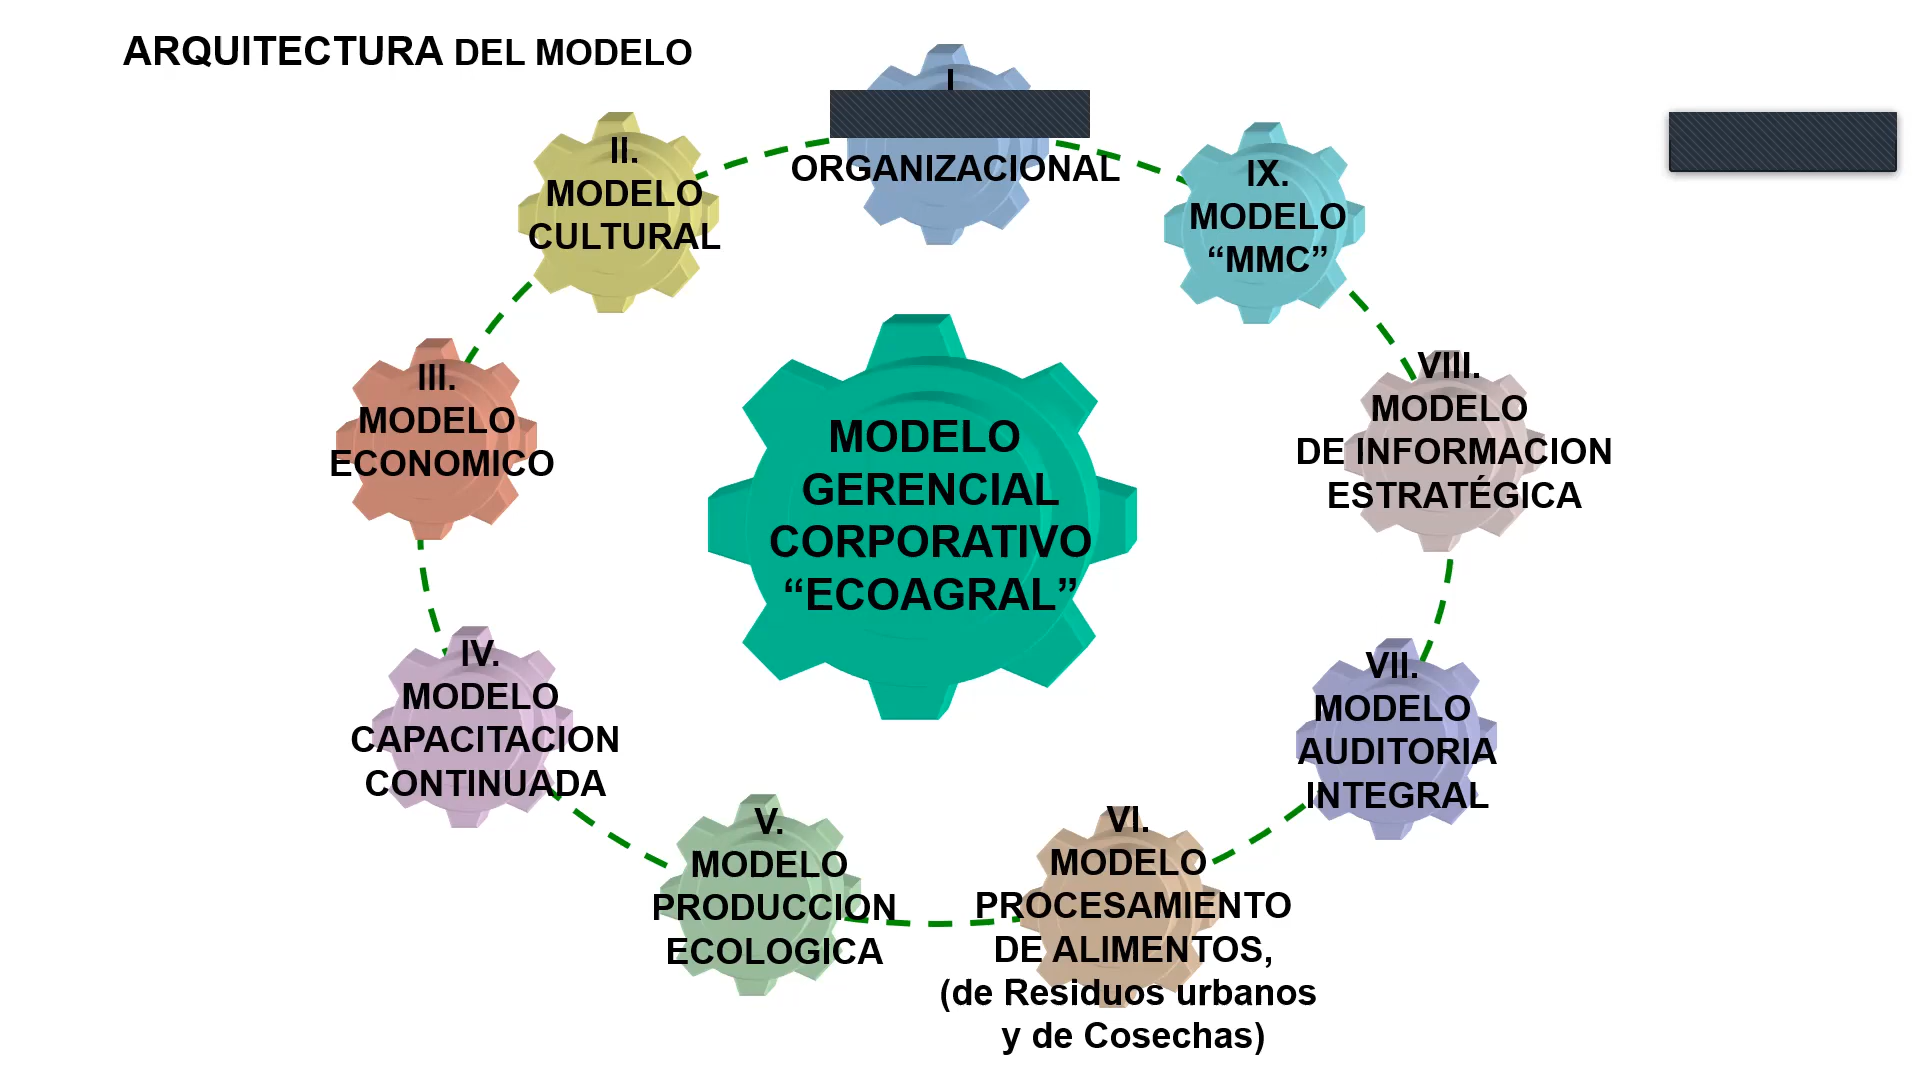 ARQUITECTURA DEL MODELO
I
ORGANIZACIONAL
II.
MODELO
CULTURAL
III.
MODELO
ECONOMICO
IV.
MODELO
CAPACITACION
CONTINUADA
V.
MODELO
PRODUCCION
ECOLOGICA
VI.
MODELO
PROCESAMIENTO
DE ALIMENTOS,
(de Residuos urbanos
y de Cosechas)
VII.
MODELO
AUDITORIA
INTEGRAL
VIII.
MODELO
DE INFORMACION
ESTRATÉGICA
IX.
MODELO
“MMC”
MODELO
GERENCIAL
CORPORATIVO
“ECOAGRAL”